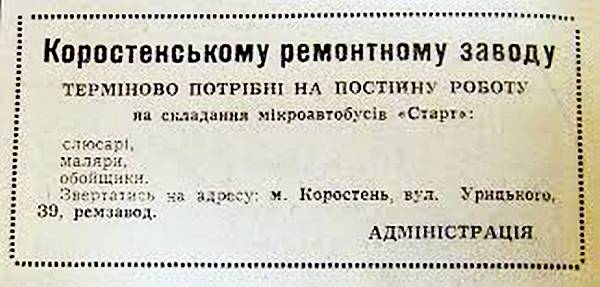 Коростенському ремонтному заводу
ТЕРМІНОВО ПОТРІБНІ НА ПОСТІЙНУ РОБОТУ
на складання мікроавтобусів «Старт»:
слюсарі,
маляри,
обойщики.
Звертатись на адресу: м. Коростень, вул. Урицького,
39, ремзавод.
АДМІНІСТРАЦІЯ